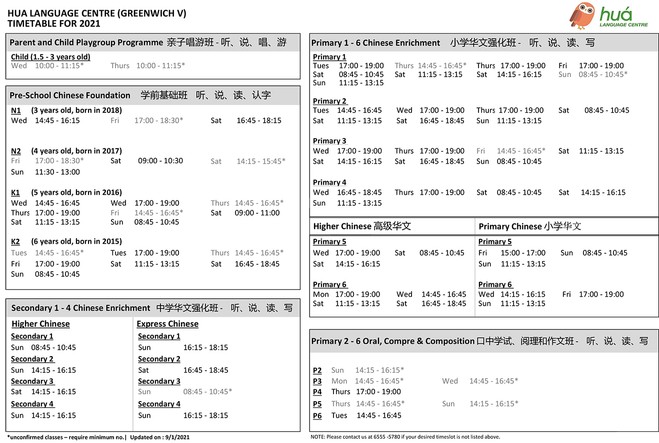 HUA LANGUAGE CENTRE (GREENWICH V)
TIMETABLE FOR 2021
huá
LANGUAGE CENTRE
Parent and Child Playgroup Programme 亲子唱游班 - 听、说、唱、游
Child (1.5 - 3 years old)
Wed 10:00 - 11:15* Thurs 10:00 - 11:15*
Pre-School Chinese Foundation 学前基础班 听、说、读、认字
N1 (3 years old, born in 2018)
Wed 14:45 - 16:15 Fri 17:00 - 18:30* Sat 16:45 - 18:15
N2 (4 years old, born in 2017)
Fri 17:00 - 18:30* Sat 09:00 - 10:30 Sat 14:15 - 15:45*
Sun 11:30 - 13:00
K1 (5 years old, born in 2016)
Wed 14:45 - 16:45 Wed 17:00 - 19:00 Thurs 14:45 - 16:45*
Thurs 17:00 - 19:00 Fri 14:45 - 16:45* Sat 09:00 - 11:00
Sat 11:15 - 13:15 Sun 08:45 - 10:45
K2 (6 years old, born in 2015)
Tues 14:45 - 16:45* Tues 17:00 - 19:00 Thurs 14:45 - 16:45*
Fri 17:00 - 19:00 Sat 11:15 - 13:15 Sat 16:45 - 18:45
Sun 08:45 - 10:45
Secondary 1 - 4 Chinese Enrichment 中学华文强化班 - 听、说、读、写
Higher Chinese
Secondary 1
Sun 08:45 - 10:45
Secondary 2
Sun 14:15 - 16:15
Secondary 3
Sat 14:15 - 16:15
Secondary 4
Sun 14:15 - 16:15
Express Chinese
Secondary 1
Sun 16:15 - 18:15
Secondary 2
Sat 16:45 - 18:45
Secondary 3
Sun 08:45 - 10:45*
Secondary 4
Sun 16:15 - 18:15
*unconfirmed classes – require minimum no.| Updated on : 9/1/2021
Primary 1 - 6 Chinese Enrichment 小学华文强化班 - 听、说、读、写
Primary 1
Tues 17:00 - 19:00 Thurs 14:45 - 16:45* Thurs 17:00 - 19:00 Fri 17:00 - 19:00
Sat 08:45 - 10:45 Sat 11:15 - 13:15 Sat 14:15 - 16:15 Sun 08:45 - 10:45*
Sun 11:15 - 13:15
Primary 2
Tues 14:45 - 16:45 Wed 17:00 - 19:00 Thurs 17:00 - 19:00 Sat 08:45 - 10:45
Sat 11:15 - 13:15 Sat 16:45 - 18:45 Sun 11:15 - 13:15
Primary 3
Wed 17:00 - 19:00 Thurs 17:00 - 19:00 Fri 14:45 - 16:45* Sat 11:15 - 13:15
Sat 14:15 - 16:15 Sat 16:45 - 18:45 Sun 08:45 - 10:45
Primary 4
Wed 16:45 - 18:45 Thurs 17:00 - 19:00 Sat 08:45 - 10:45 Sat 14:15 - 16:15
Sun 11:15 - 13:15
Higher Chinese 高级华文
Primary 5
Wed 17:00 - 19:00 Sat 08:45 - 10:45
Sat 14:15 - 16:15
Primary 6
Mon 17:00 - 19:00 Wed 14:45 - 16:45
Sat 11:15 - 13:15 Sat 16:45 - 18:45
Primary Chinese 小学华文
Primary 5
Fri 15:00 - 17:00 Sun 08:45 - 10:45
Sun 11:15 - 13:15
Primary 6
Wed 14:15 - 16:15 Fri 17:00 - 19:00
Sun 11:15 - 13:15
Primary 2 - 6 Oral, Compre & Composition 口中学试、阅理和作文班 - 听、说、读、写
P2 Sun 14:15 - 16:15*
P3 Mon 14:45 - 16:45* Wed 14:45 - 16:45*
P4 Thurs 17:00 - 19:00
P5 Thurs 14:45 - 16:45* Sun 14:15 - 16:15*
P6 Tues 14:45 - 16:45
NOTE: Please contact us at 6555 -5780 if your desired timeslot is not listed above.